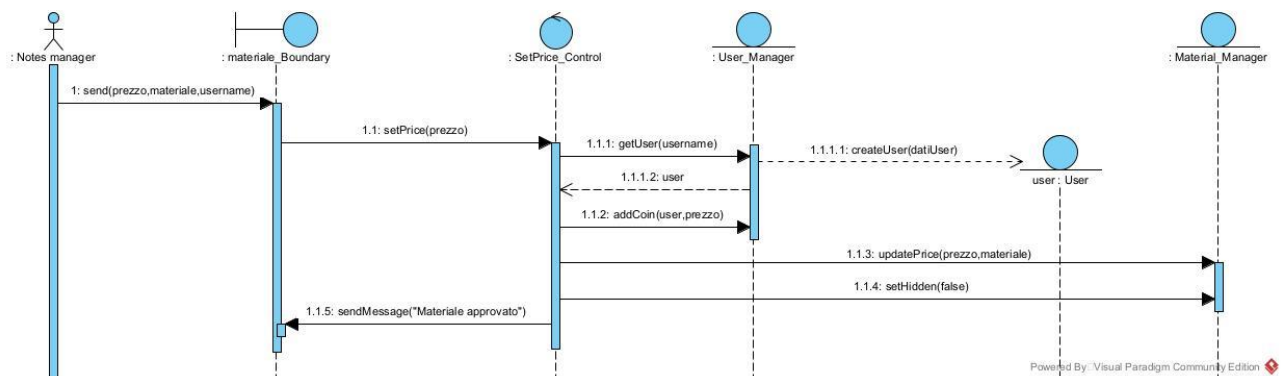 : Notes manager
: materiale_Boundary
: SetPrice_Control
: User_Manager
: Material_Manager
1: send(prezzo,materiale,username)
1.1: setPrice(prezzo)
1.1.1: getUser(username)
1.1.1.1: createUser(datiUser)
user : User
1.1.1.2: user
1.1.2: addCoin(user,prezzo)
1.1.3: updatePrice(prezzo,materiale)
1.1.4: setHidden(false)
1.1.5: sendMessage("Materiale approvato")
Powered By Visual Paradigm Community Edition